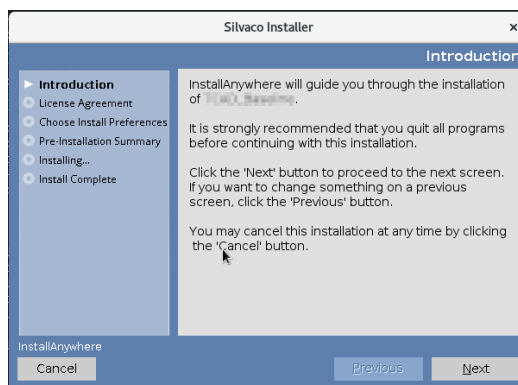 Silvaco Installer
Introduction
Introduction
License Agreement
Choose Install Preferences
Pre-Installation Summary
Installing...
Install Complete
InstallAnywhere will guide you through the installation
of .
It is strongly recommended that you quit all programs
before continuing with this installation.
Click the 'Next' button to proceed to the next screen.
If you want to change something on a previous
screen, click the 'Previous' button.
You may cancel this installation at any time by clicking
the 'Cancel' button.
InstallAnywhere
Cancel
Previous
Next